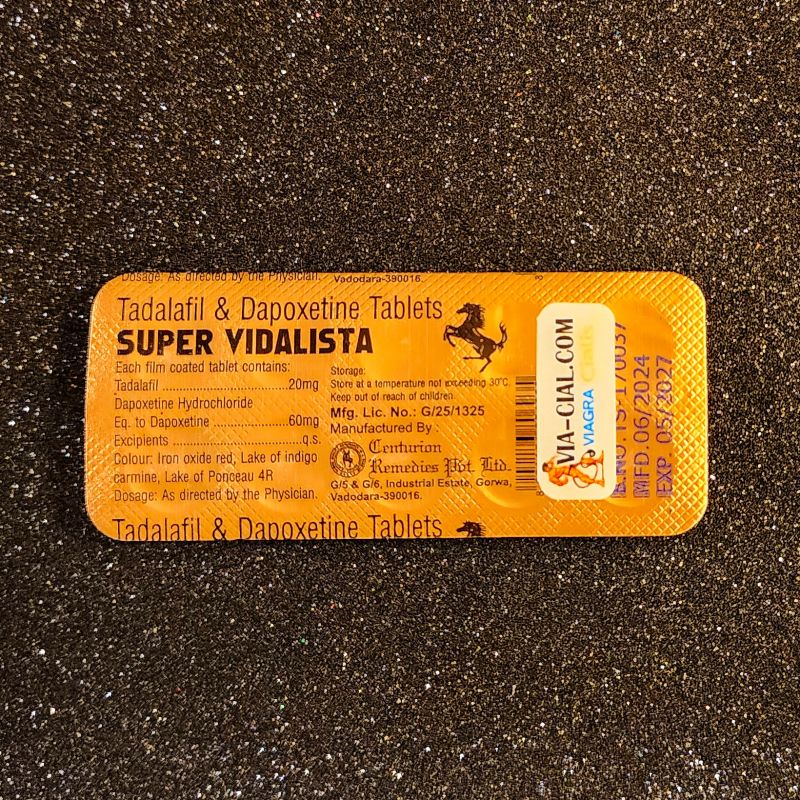 Dosage: As directed by the Physician.
Vadodara-390016.
Tadalafil & Dapoxetine Tablets
SUPER VIDALISTA
Each film coated tablet contains:
Tadalafil ..............................20mg
Dapoxetine Hydrochloride
Eq. to Dapoxetine ...................60mg
Excipients ..............................q.s.
Colour: Iron oxide red, Lake of indigo
carmine, Lake of Ponceau 4R
Dosage: As directed by the Physician.
Storage:
Store at a temperature not exceeding 30°C
Keep out of reach of children
Mfg. Lic. No.: G/25/1325
Manufactured By :
Centurion
Remedies Pvt. Ltd.
G/5 & G/6, Industrial Estate, Gorwa,
Vadodara-390016.
Tadalafil & Dapoxetine Tablets
VIA-CIAL.COM
VIAGRA Cialis
MFD. 06/2024
EXP. 05/2027